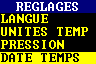 REGLAGES
LANGUE
UNITES TEMP
PRESSION
DATE TEMPS